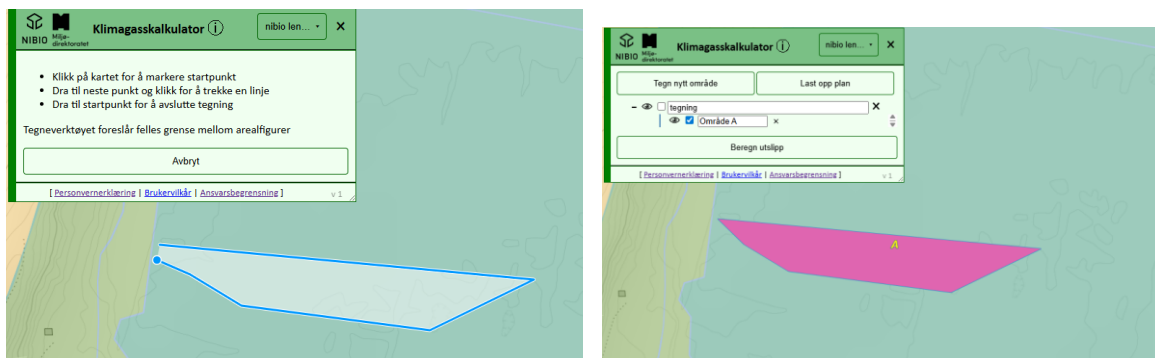 NIBIO
Miljø-
direktoratet
Klimagasskalkulator ⓘ
nibio len...
×
• Klikk på kartet for å markere startpunkt
• Dra til neste punkt og klikk for å trekke en linje
• Dra til startpunkt for å avslutte tegning
Tegneverktøyet foreslår felles grense mellom arealfigurer
Avbryt
[ Personvernerklæring | Brukervilkår | Ansvarsbegrensning ]
v 1
NIBIO
Miljø-
direktoratet
Klimagasskalkulator ⓘ
nibio len...
×
Tegn nytt område
Last opp plan
tegning
×
Område A
×
Beregn utslipp
[ Personvernerklæring | Brukervilkår | Ansvarsbegrensning ]
v 1
A